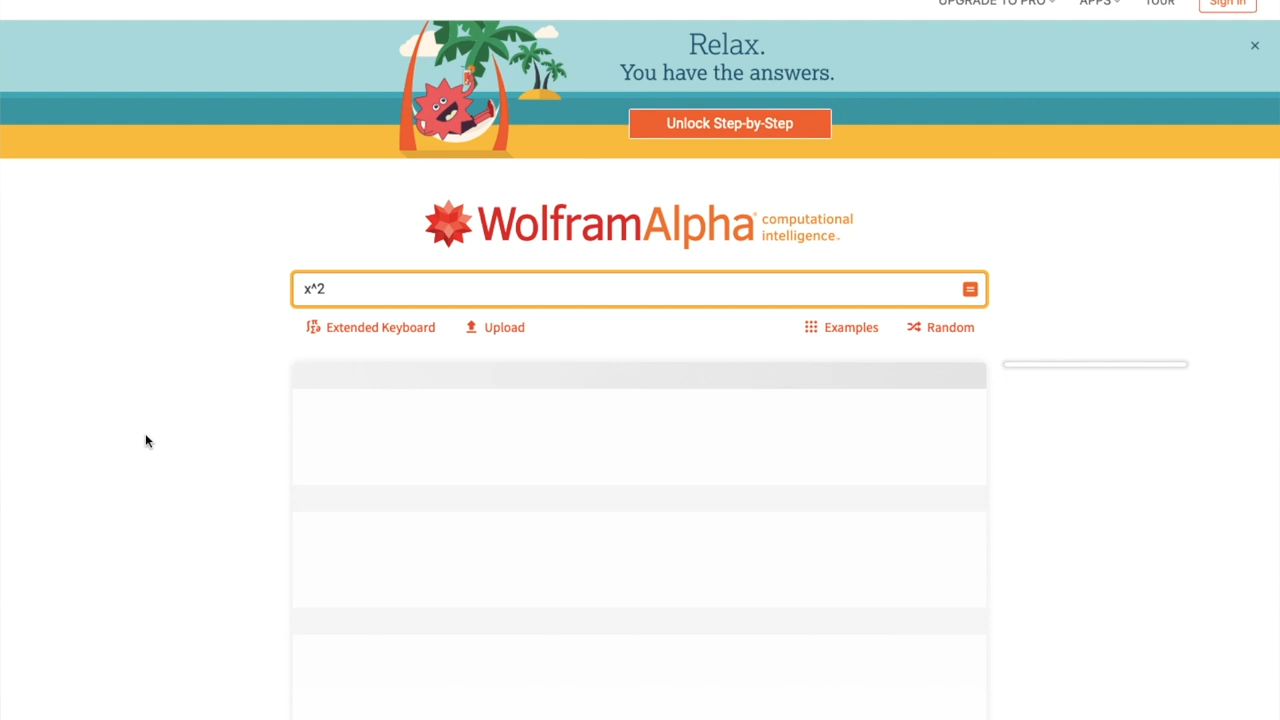 UPGRADE TO PRO APPS TOUR Sign in
Relax.
You have the answers.
Unlock Step-by-Step
WolframAlpha computational
intelligence™
x^2
=
Extended Keyboard Upload Examples Random